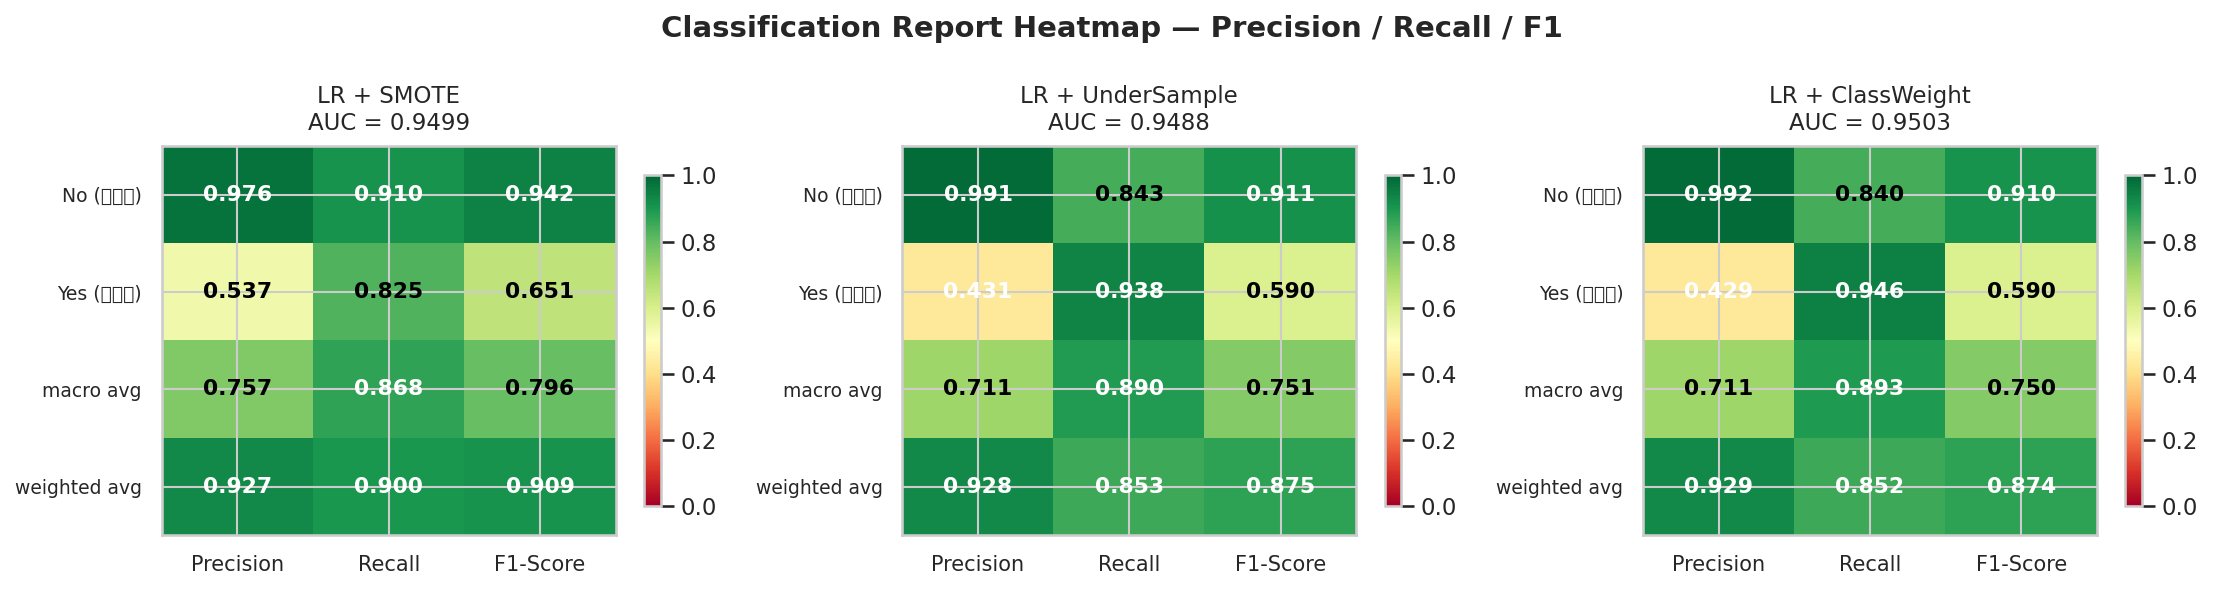 Classification Report Heatmap — Precision / Recall / F1
LR + SMOTE
AUC = 0.9499
No (□□□)
0.976 0.910 0.942
Yes (□□□)
0.537 0.825 0.651
macro avg
0.757 0.868 0.796
weighted avg
0.927 0.900 0.909
Precision Recall F1-Score
1.0
0.8
0.6
0.4
0.2
0.0
LR + UnderSample
AUC = 0.9488
No (□□□)
0.991 0.843 0.911
Yes (□□□)
0.431 0.938 0.590
macro avg
0.711 0.890 0.751
weighted avg
0.928 0.853 0.875
Precision Recall F1-Score
1.0
0.8
0.6
0.4
0.2
0.0
LR + ClassWeight
AUC = 0.9503
No (□□□)
0.992 0.840 0.910
Yes (□□□)
0.429 0.946 0.590
macro avg
0.711 0.893 0.750
weighted avg
0.929 0.852 0.874
Precision Recall F1-Score
1.0
0.8
0.6
0.4
0.2
0.0